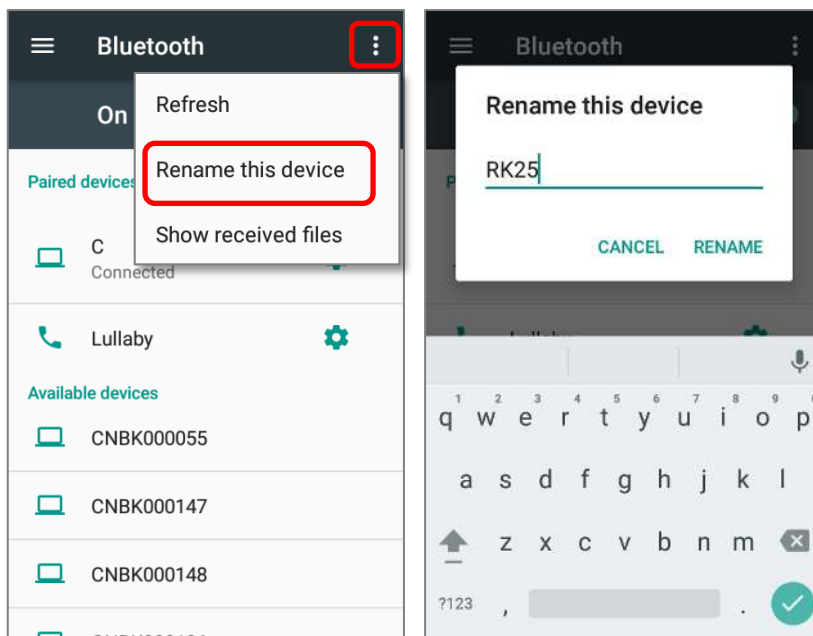 Bluetooth
On
Refresh
Rename this device
Show received files
Paired devices
C
Connected
Lullaby
Available devices
CNBK000055
CNBK000147
CNBK000148
Bluetooth
Rename this device
RK25
CANCEL RENAME
1 2 3 4 5 6 7 8 9
q w e r t y u i o p
a s d f g h j k l
z x c v b n m
?123 , .